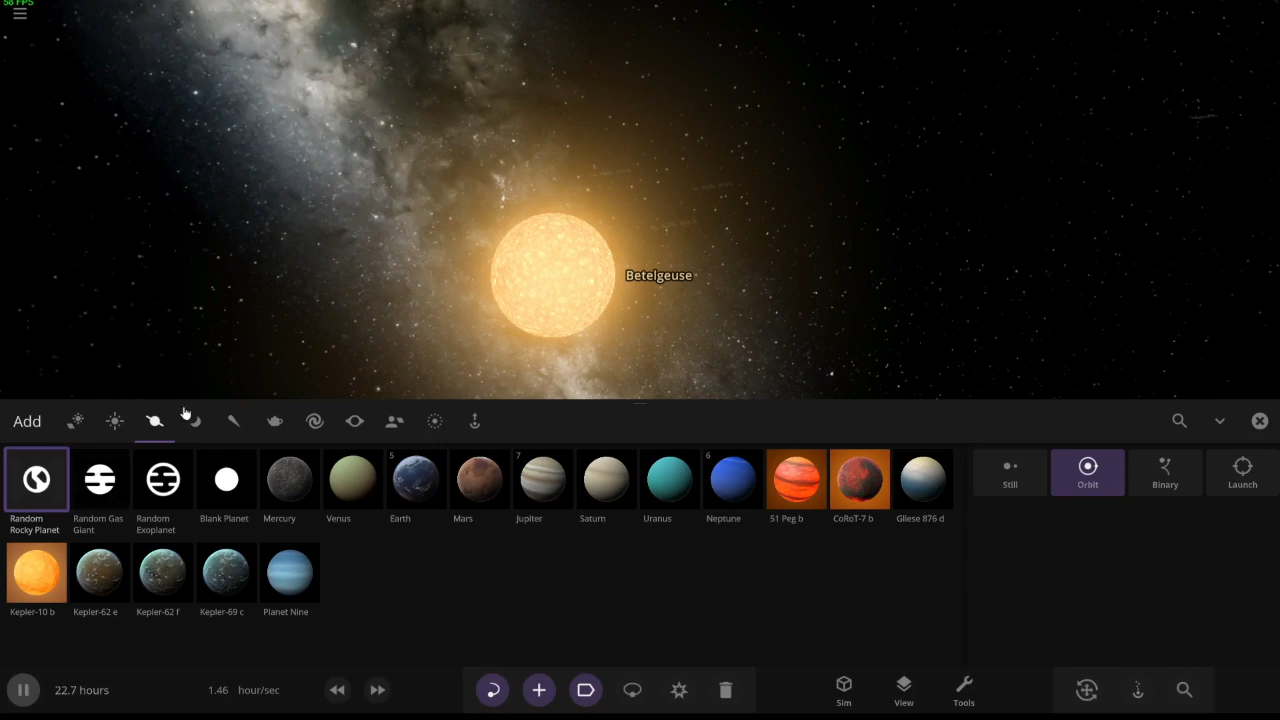 58 FPS
Betelgeuse
Add
5
7
6
Random Rocky Planet
Random Gas Giant
Random Exoplanet
Blank Planet
Mercury
Venus
Earth
Mars
Jupiter
Saturn
Uranus
Neptune
51 Peg b
CoRoT-7 b
Gliese 876 d
Still
Orbit
Binary
Launch
Kepler-10 b
Kepler-62 e
Kepler-62 f
Kepler-69 c
Planet Nine
22.7 hours
1.46 hour/sec
Sim
View
Tools